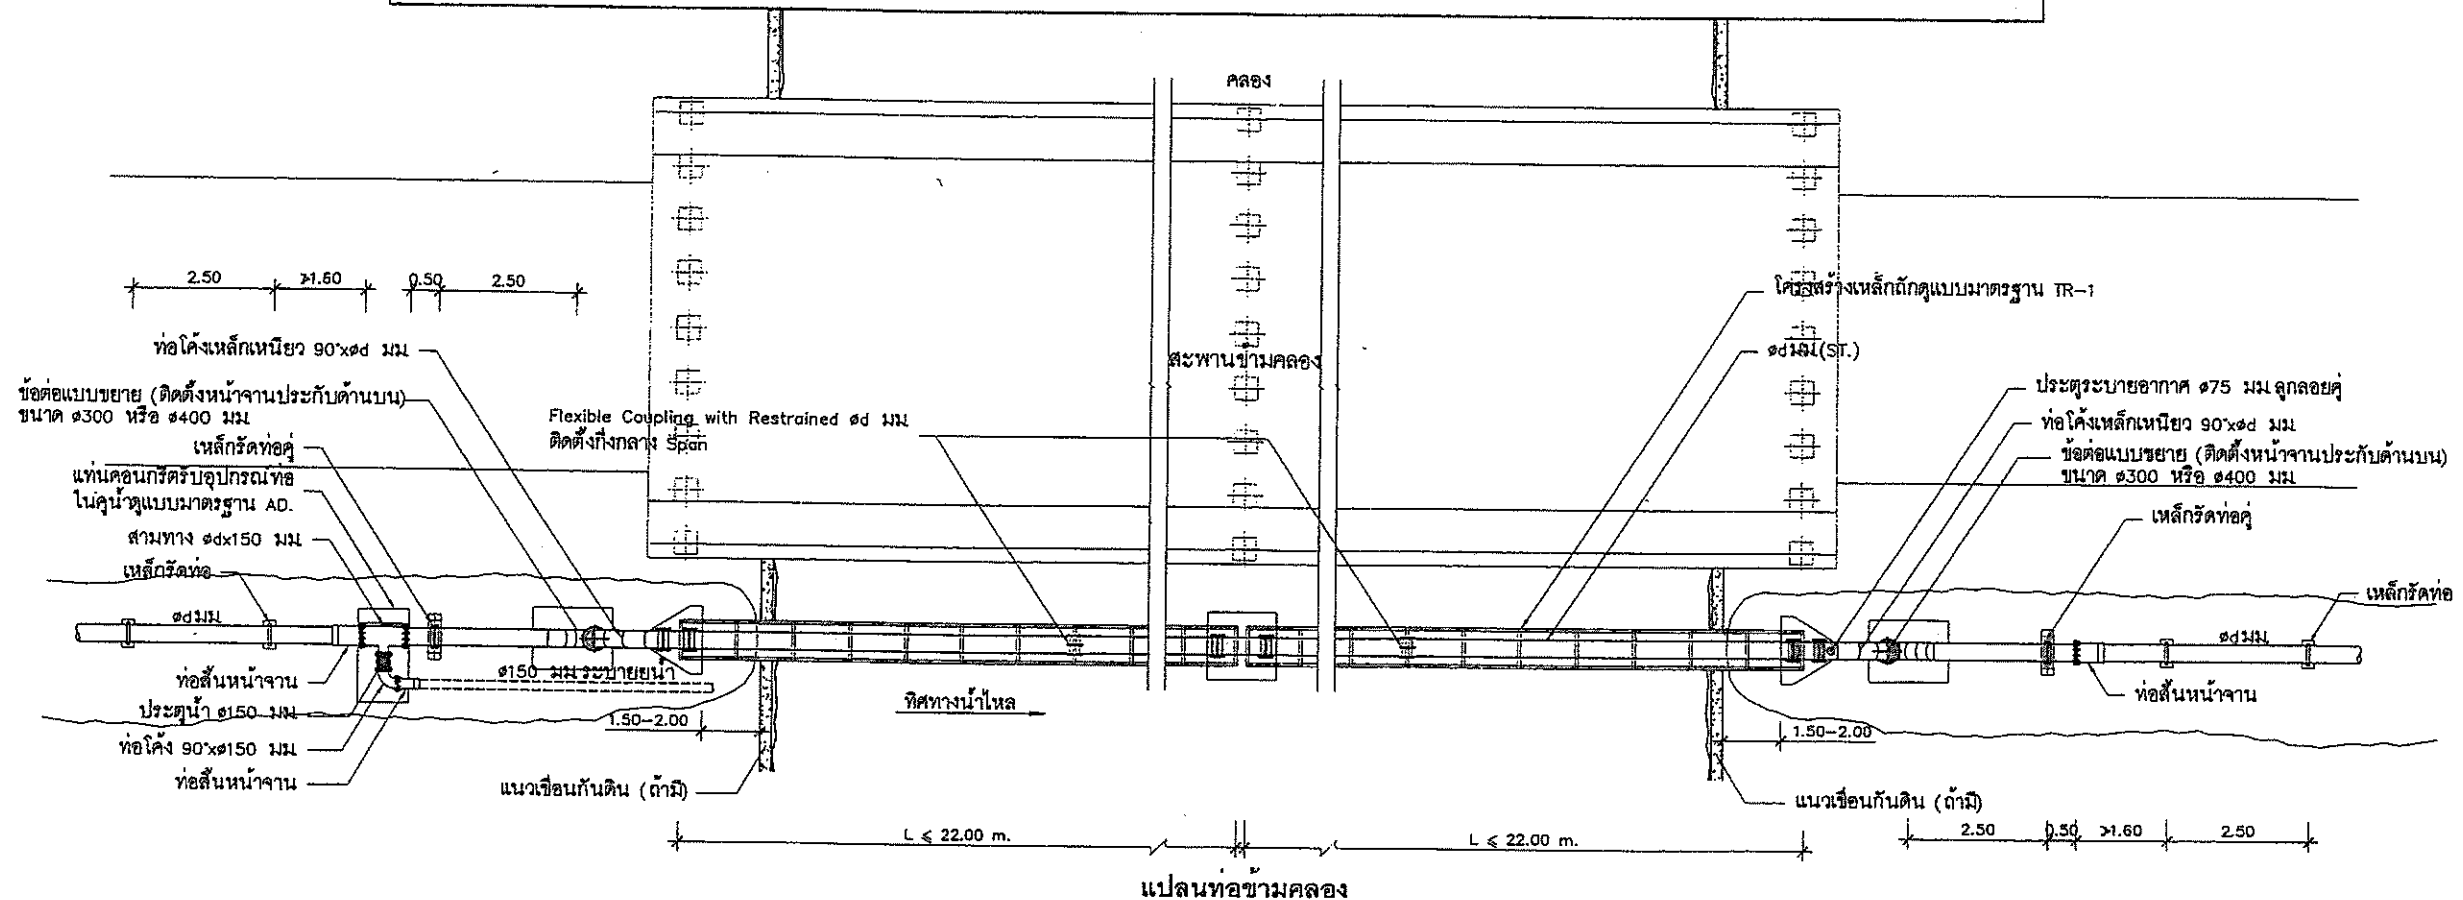 คลอง
2.50
>1.60
0.50
2.50
โครงสร้างเหล็กถักดูแบบมาตรฐาน TR-1
ท่อโค้งเหล็กเหนียว 90°xød มม.
สะพานข้ามคลอง
ød มม.(ST.)
ข้อต่อแบบขยาย (ติดตั้งหน้าจานประกับด้านบน)
ขนาด ø300 หรือ ø400 มม.
Flexible Coupling with Restrained ød มม.
ติดตั้งกึ่งกลาง Span
ประตูระบายอากาศ ø75 มม.ลูกลอยคู่
ท่อโค้งเหล็กเหนียว 90°xød มม.
ข้อต่อแบบขยาย (ติดตั้งหน้าจานประกับด้านบน)
ขนาด ø300 หรือ ø400 มม.
เหล็กรัดท่อคู่
แท่นคอนกรีตรับอุปกรณ์ท่อ
ในคูน้ำดูแบบมาตรฐาน AD.
เหล็กรัดท่อคู่
สามทาง ødx150 มม.
เหล็กรัดท่อ
เหล็กรัดท่อ
ød มม.
ød มม.
ท่อสั้นหน้าจาน
ø150 มม.ระบายยน้ำ
ท่อสั้นหน้าจาน
ประตูน้ำ ø150 มม.
ทิศทางน้ำไหล
1.50-2.00
1.50-2.00
ท่อโค้ง 90°xø150 มม.
ท่อสั้นหน้าจาน
แนวเขื่อนกันดิน (ถ้ามี)
แนวเขื่อนกันดิน (ถ้ามี)
L ⩽ 22.00 m.
L ⩽ 22.00 m.
2.50
0.50
>1.60
2.50
แปลนท่อข้ามคลอง